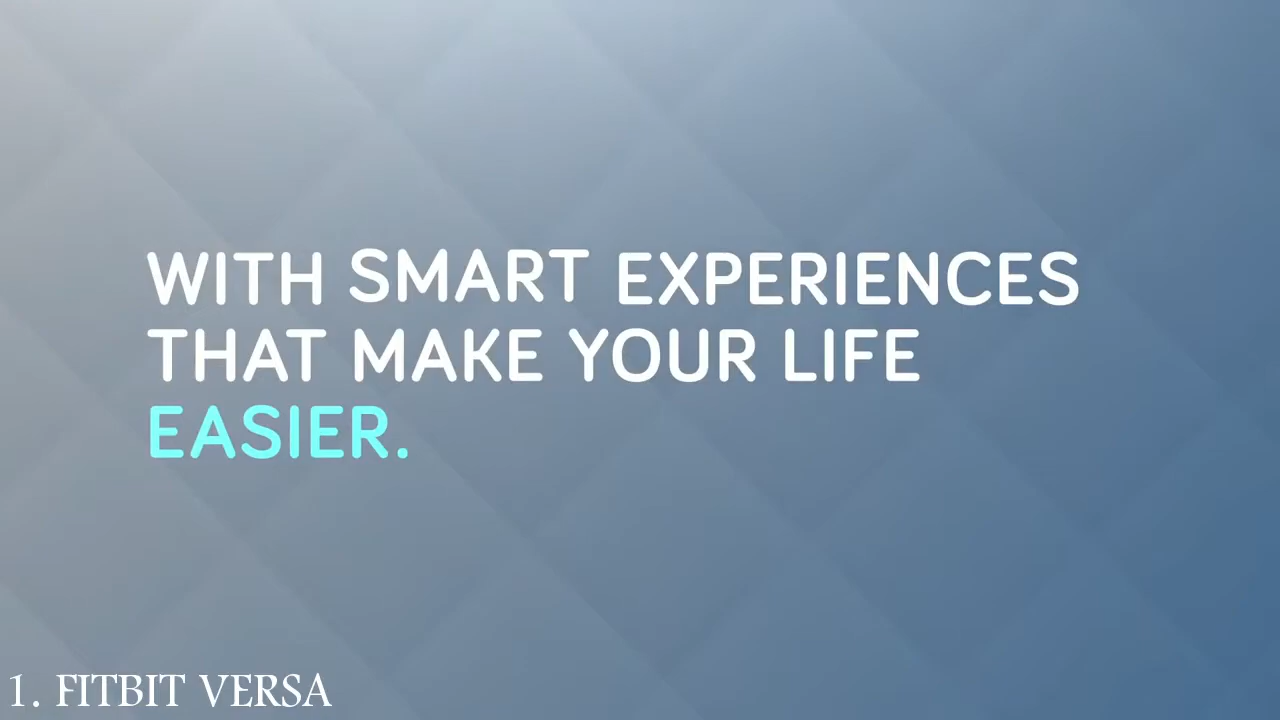 WITH SMART EXPERIENCES
THAT MAKE YOUR LIFE
EASIER.
1. FITBIT VERSA